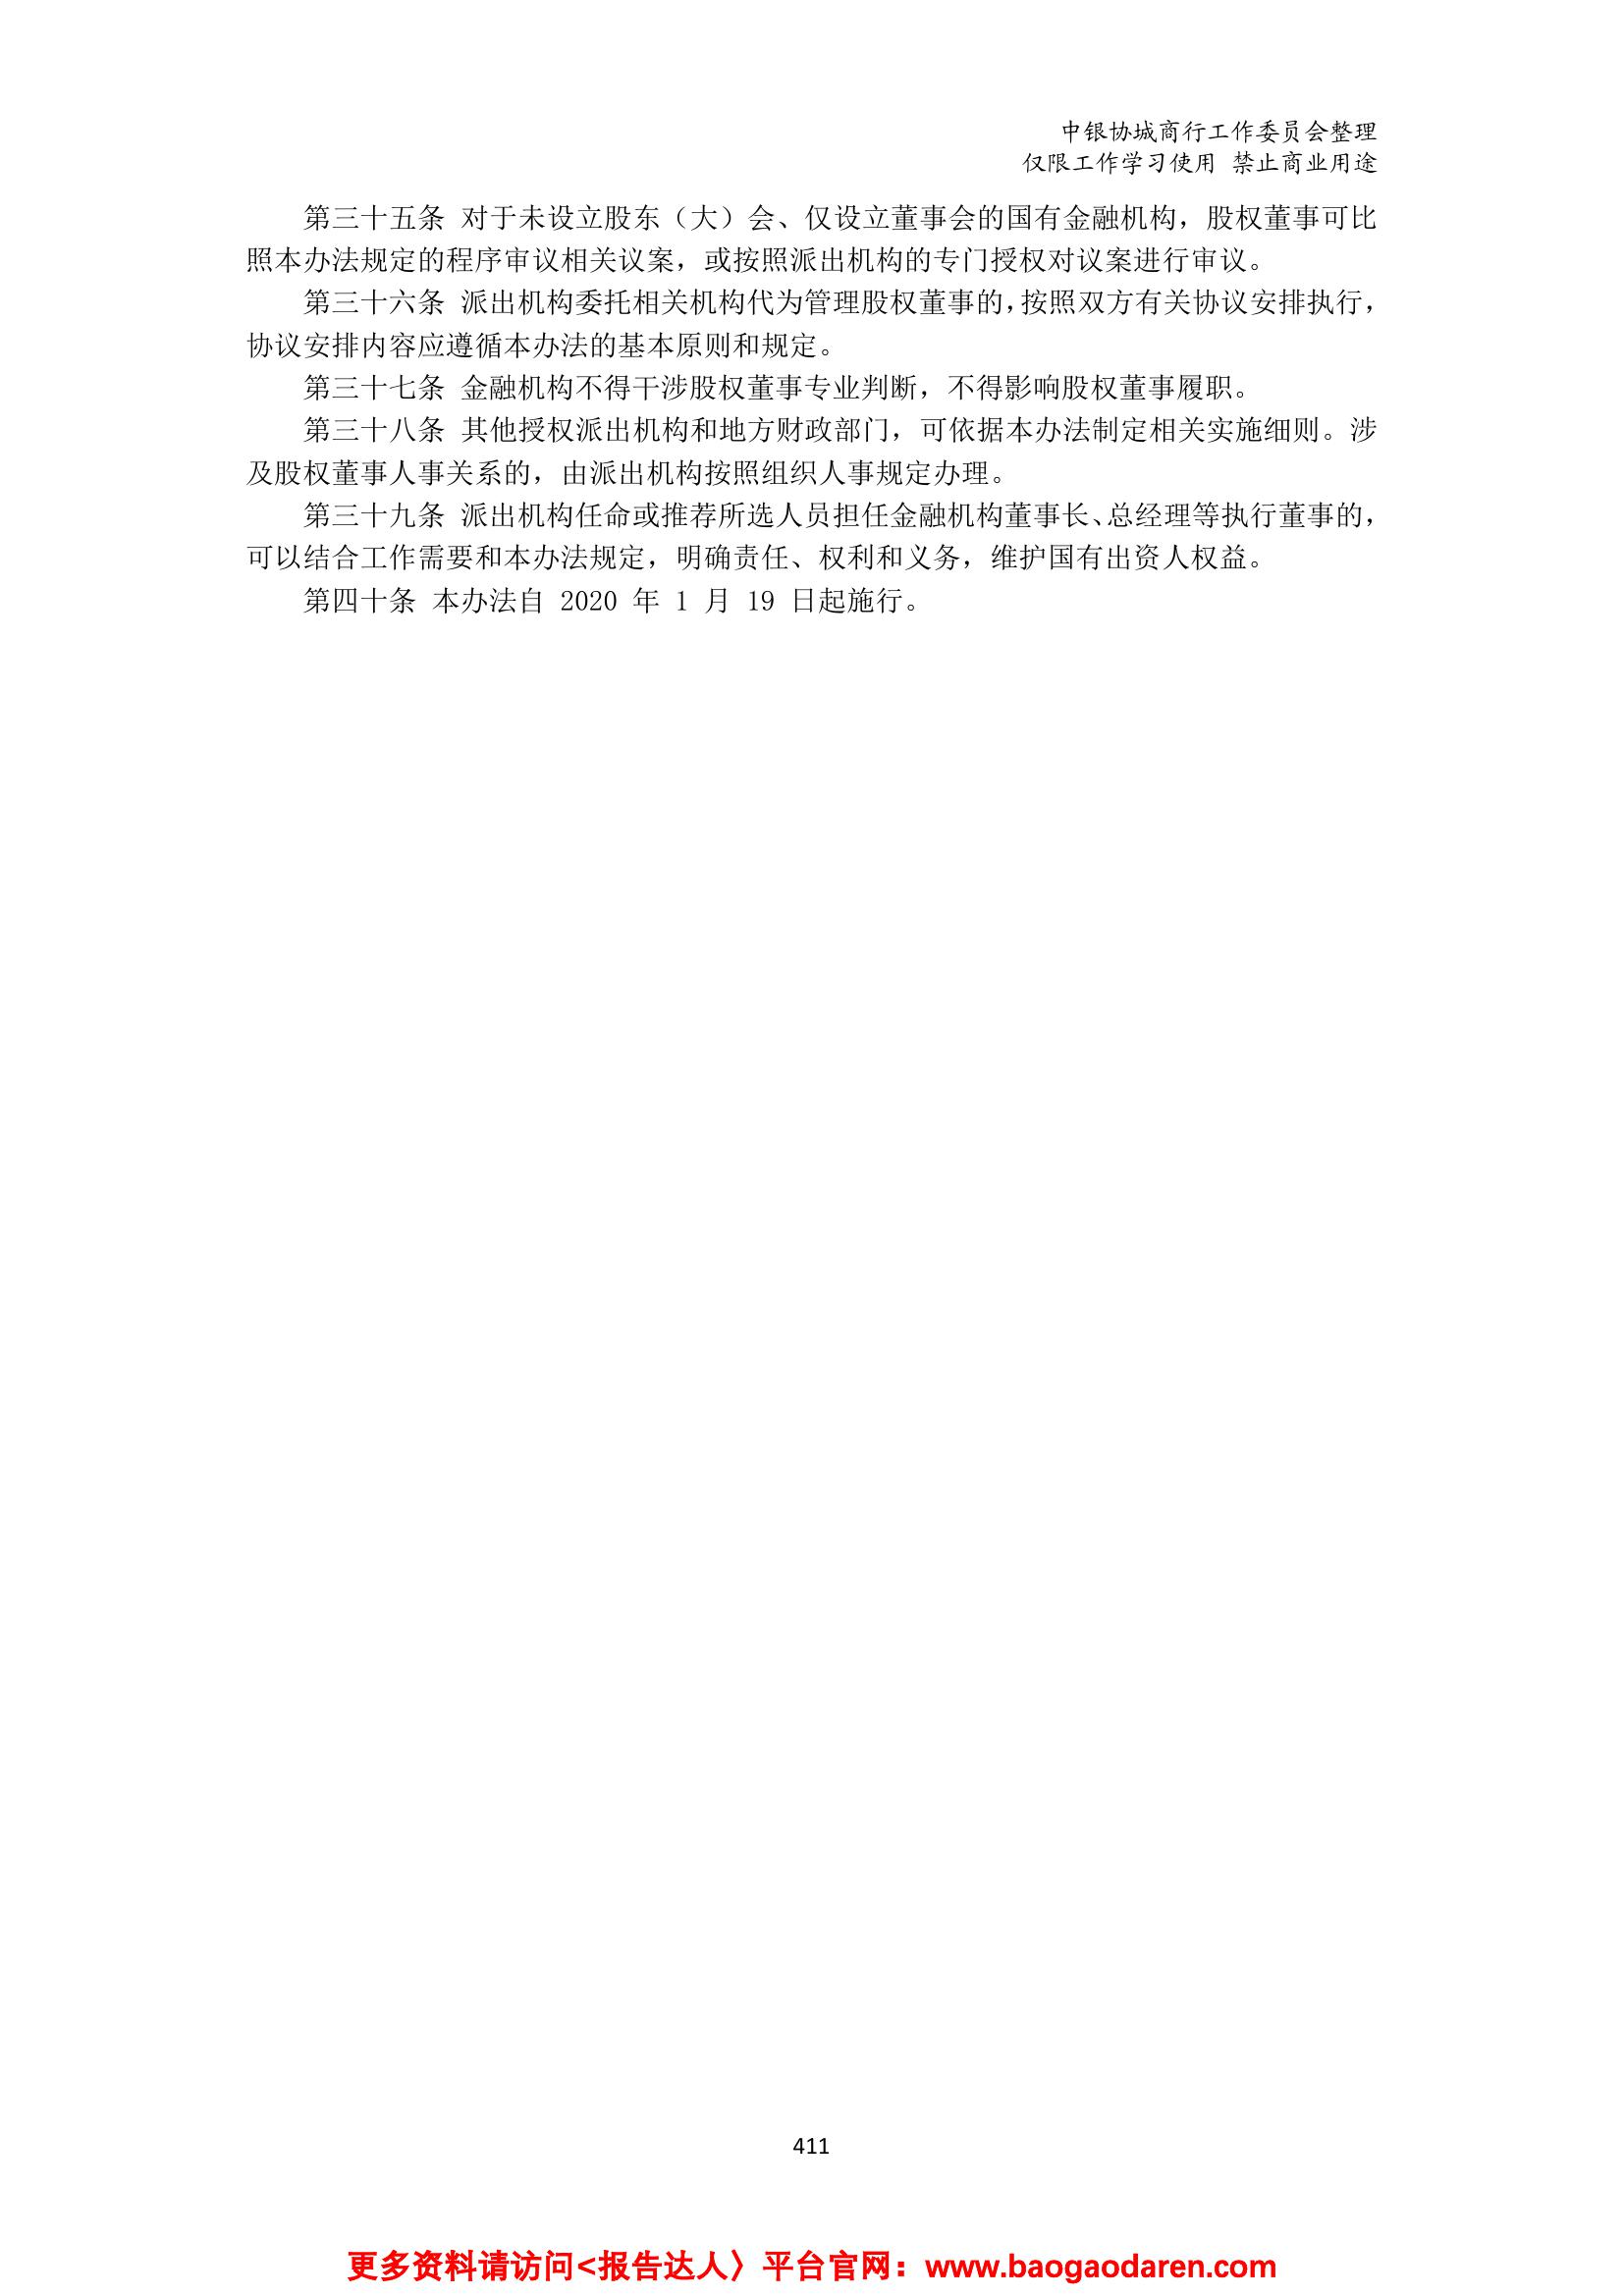 中银协城商行工作委员会整理
仅限工作学习使用 禁止商业用途
第三十五条 对于未设立股东（大）会、仅设立董事会的国有金融机构，股权董事可比
照本办法规定的程序审议相关议案，或按照派出机构的专门授权对议案进行审议。
第三十六条 派出机构委托相关机构代为管理股权董事的，按照双方有关协议安排执行，
协议安排内容应遵循本办法的基本原则和规定。
第三十七条 金融机构不得干涉股权董事专业判断，不得影响股权董事履职。
第三十八条 其他授权派出机构和地方财政部门，可依据本办法制定相关实施细则。涉
及股权董事人事关系的，由派出机构按照组织人事规定办理。
第三十九条 派出机构任命或推荐所选人员担任金融机构董事长、总经理等执行董事的，
可以结合工作需要和本办法规定，明确责任、权利和义务，维护国有出资人权益。
第四十条 本办法自 2020 年 1 月 19 日起施行。
411
更多资料请访问<报告达人〉平台官网：www.baogaodaren.com